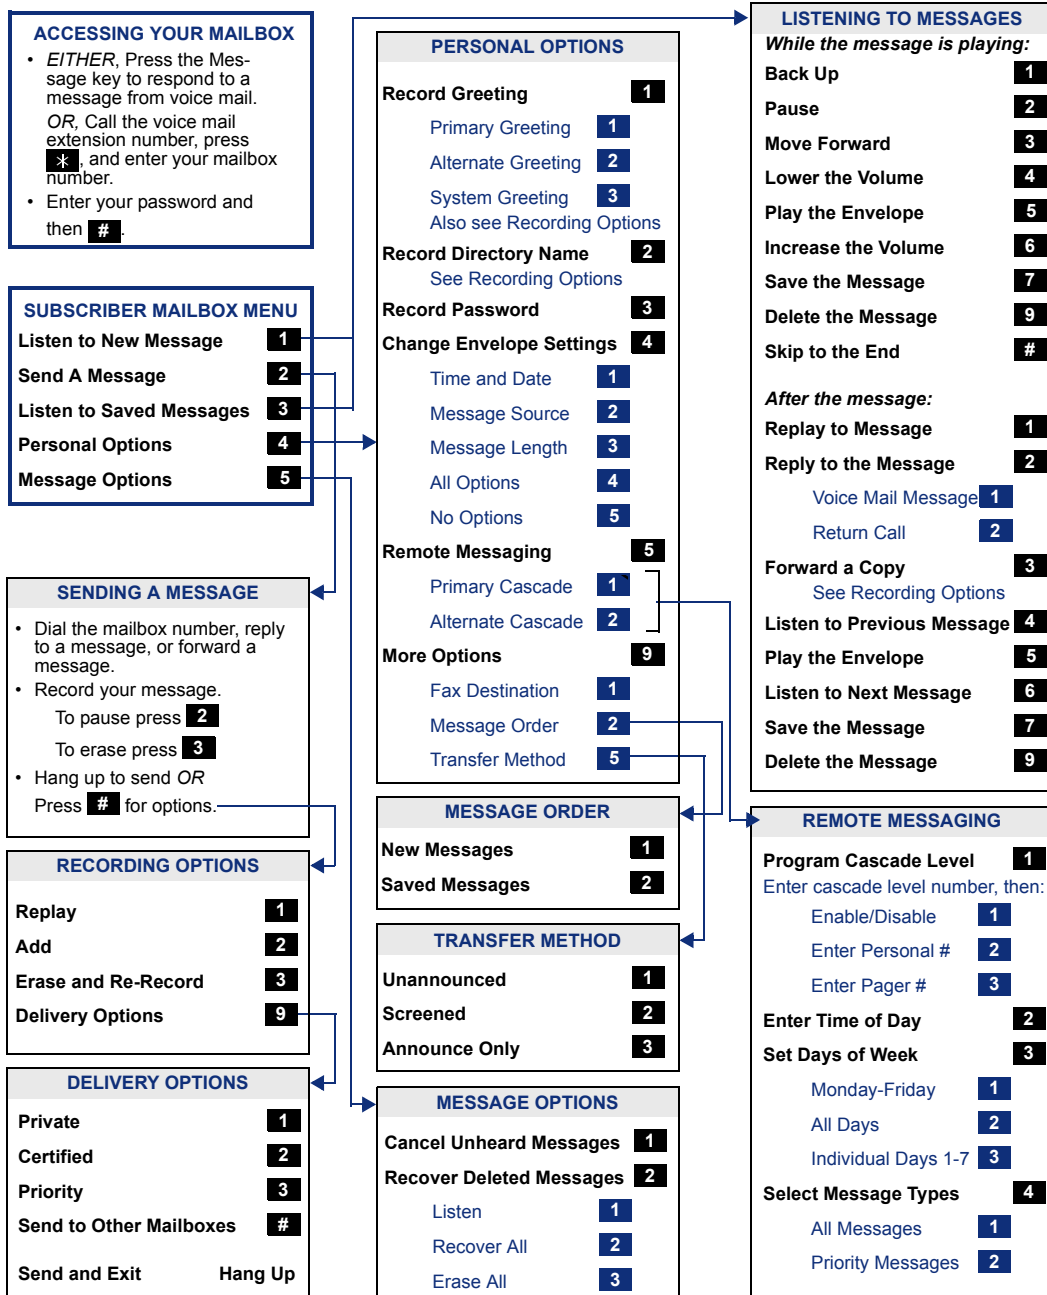 ACCESSING YOUR MAILBOX
• EITHER, Press the Mes-
sage key to respond to a
message from voice mail.
OR, Call the voice mail
extension number, press
*, and enter your mailbox
number.
• Enter your password and
then #.
SUBSCRIBER MAILBOX MENU
Listen to New Message 1
Send A Message 2
Listen to Saved Messages 3
Personal Options 4
Message Options 5
SENDING A MESSAGE
• Dial the mailbox number, reply
to a message, or forward a
message.
• Record your message.
To pause press 2
To erase press 3
• Hang up to send OR
Press # for options.
RECORDING OPTIONS
Replay 1
Add 2
Erase and Re-Record 3
Delivery Options 9
DELIVERY OPTIONS
Private 1
Certified 2
Priority 3
Send to Other Mailboxes #
Send and Exit Hang Up
PERSONAL OPTIONS
Record Greeting 1
Primary Greeting 1
Alternate Greeting 2
System Greeting 3
Also see Recording Options
Record Directory Name 2
See Recording Options
Record Password 3
Change Envelope Settings 4
Time and Date 1
Message Source 2
Message Length 3
All Options 4
No Options 5
Remote Messaging 5
Primary Cascade 1
Alternate Cascade 2
More Options 9
Fax Destination 1
Message Order 2
Transfer Method 5
MESSAGE ORDER
New Messages 1
Saved Messages 2
TRANSFER METHOD
Unannounced 1
Screened 2
Announce Only 3
MESSAGE OPTIONS
Cancel Unheard Messages 1
Recover Deleted Messages 2
Listen 1
Recover All 2
Erase All 3
LISTENING TO MESSAGES
While the message is playing:
Back Up 1
Pause 2
Move Forward 3
Lower the Volume 4
Play the Envelope 5
Increase the Volume 6
Save the Message 7
Delete the Message 9
Skip to the End #
After the message:
Replay to Message 1
Reply to the Message 2
Voice Mail Message 1
Return Call 2
Forward a Copy 3
See Recording Options
Listen to Previous Message 4
Play the Envelope 5
Listen to Next Message 6
Save the Message 7
Delete the Message 9
REMOTE MESSAGING
Program Cascade Level 1
Enter cascade level number, then:
Enable/Disable 1
Enter Personal # 2
Enter Pager # 3
Enter Time of Day 2
Set Days of Week 3
Monday-Friday 1
All Days 2
Individual Days 1-7 3
Select Message Types 4
All Messages 1
Priority Messages 2